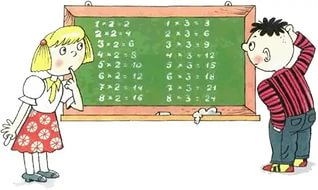 1 × 2 = 2 1 × 3 = 3
2 × 2 = 4 2 × 3 = 6
3 × 2 = 6 3 × 3 = 9
4 × 2 = 8 4 × 3 = 12
5 × 2 = 10 5 × 3 = 15
6 × 2 = 12 6 × 3 = 18
7 × 2 = 14 7 × 3 = 21
8 × 2 = 16 8 × 3 = 24